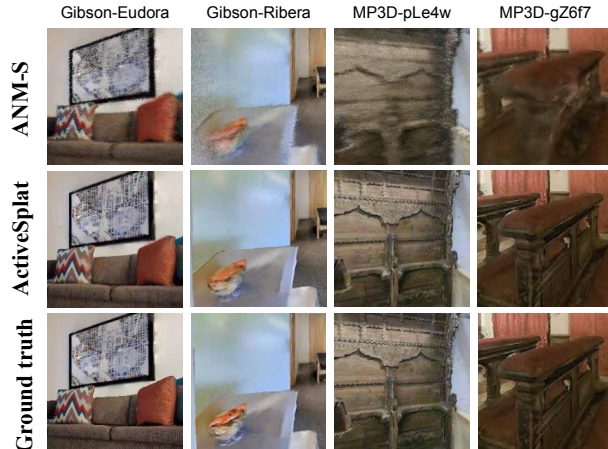 Gibson-Eudora Gibson-Ribera MP3D-pLe4w MP3D-gZ6f7
ANM-S
ActiveSplat
Ground truth